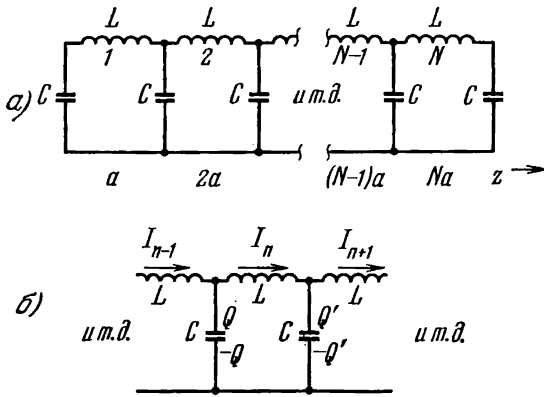 L L L L
1 2 N-1 N
а) C C C и т.д. C C
a 2a (N-1)a Na z
I_{n-1} I_n I_{n+1}
L L L
б) и т.д. C Q C Q' и т.д.
-Q -Q'